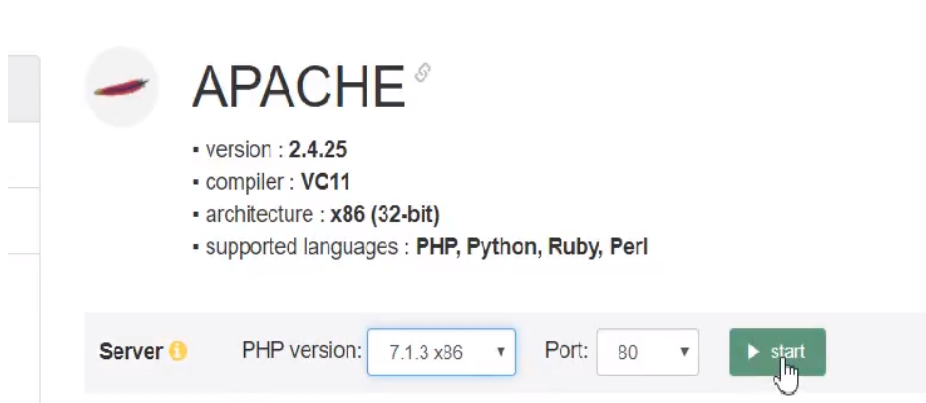 APACHE
▪ version : 2.4.25
▪ compiler : VC11
▪ architecture : x86 (32-bit)
▪ supported languages : PHP, Python, Ruby, Perl
Server PHP version: 7.1.3 x86 Port: 80 start